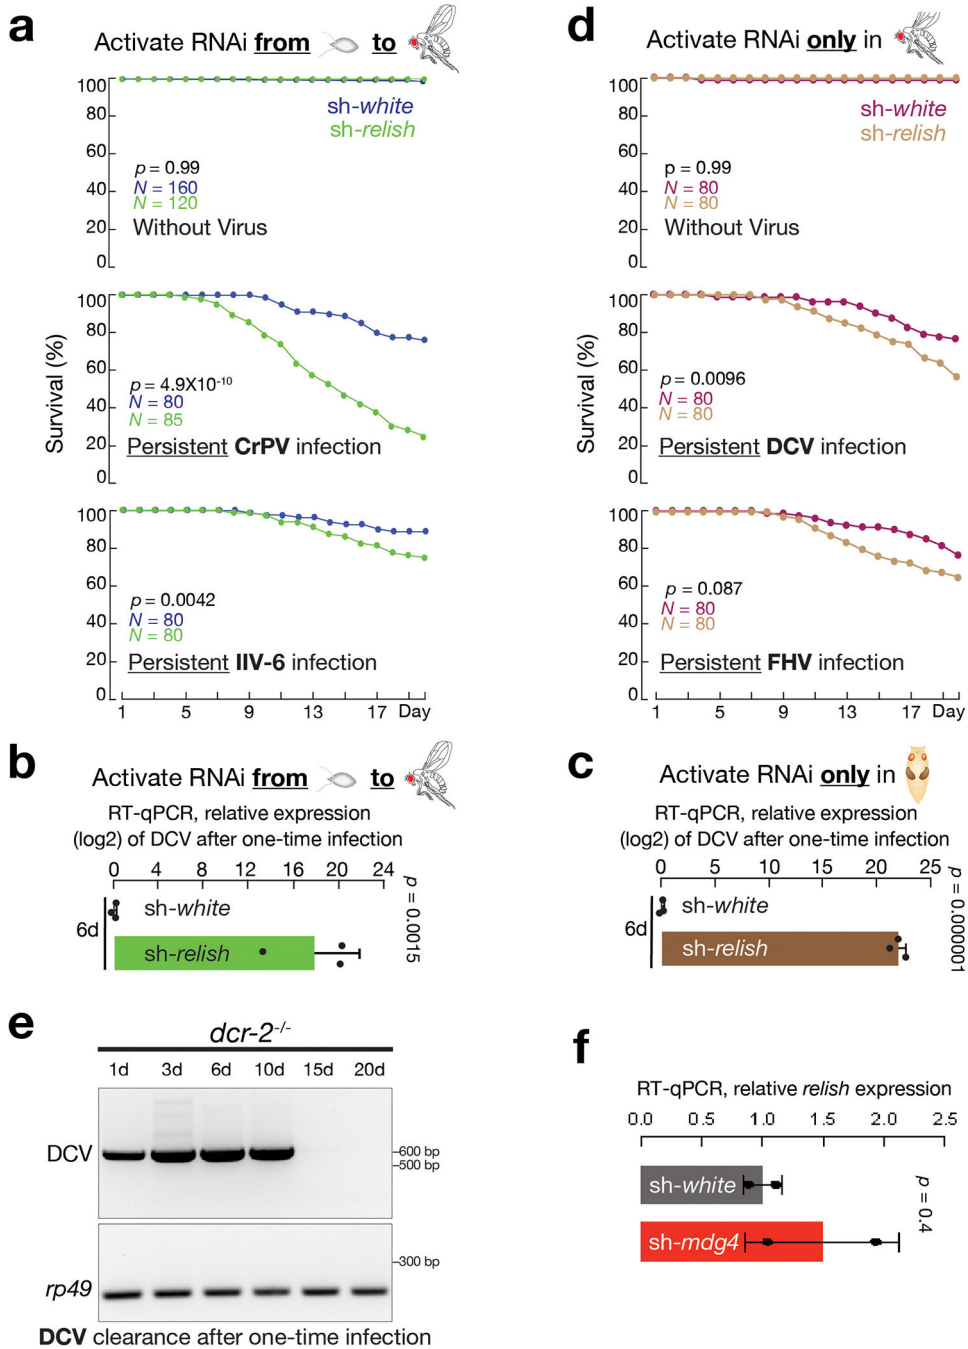 a
Activate RNAi from to
100
80
60
40
20
0
sh-white
sh-relish
p = 0.99
N = 160
N = 120
Without Virus
Survival (%)
100
80
60
40
20
0
p = 4.9X10⁻¹⁰
N = 80
N = 85
Persistent CrPV infection
100
80
60
40
20
0
p = 0.0042
N = 80
N = 80
Persistent IIV-6 infection
1 5 9 13 17 Day
d
Activate RNAi only in
100
80
60
40
20
0
sh-white
sh-relish
p = 0.99
N = 80
N = 80
Without Virus
Survival (%)
100
80
60
40
20
0
p = 0.0096
N = 80
N = 80
Persistent DCV infection
100
80
60
40
20
0
p = 0.087
N = 80
N = 80
Persistent FHV infection
1 5 9 13 17 Day
b
Activate RNAi from to
RT-qPCR, relative expression
(log2) of DCV after one-time infection
0 4 8 12 16 20 24
6d
sh-white
sh-relish
p = 0.0015
c
Activate RNAi only in
RT-qPCR, relative expression
(log2) of DCV after one-time infection
0 5 10 15 20 25
6d
sh-white
sh-relish
p = 0.000001
e
dcr-2⁻/⁻
1d 3d 6d 10d 15d 20d
DCV
600 bp
500 bp
300 bp
rp49
DCV clearance after one-time infection
f
RT-qPCR, relative relish expression
0.0 0.5 1.0 1.5 2.0 2.5
sh-white
sh-mdg4
p = 0.4